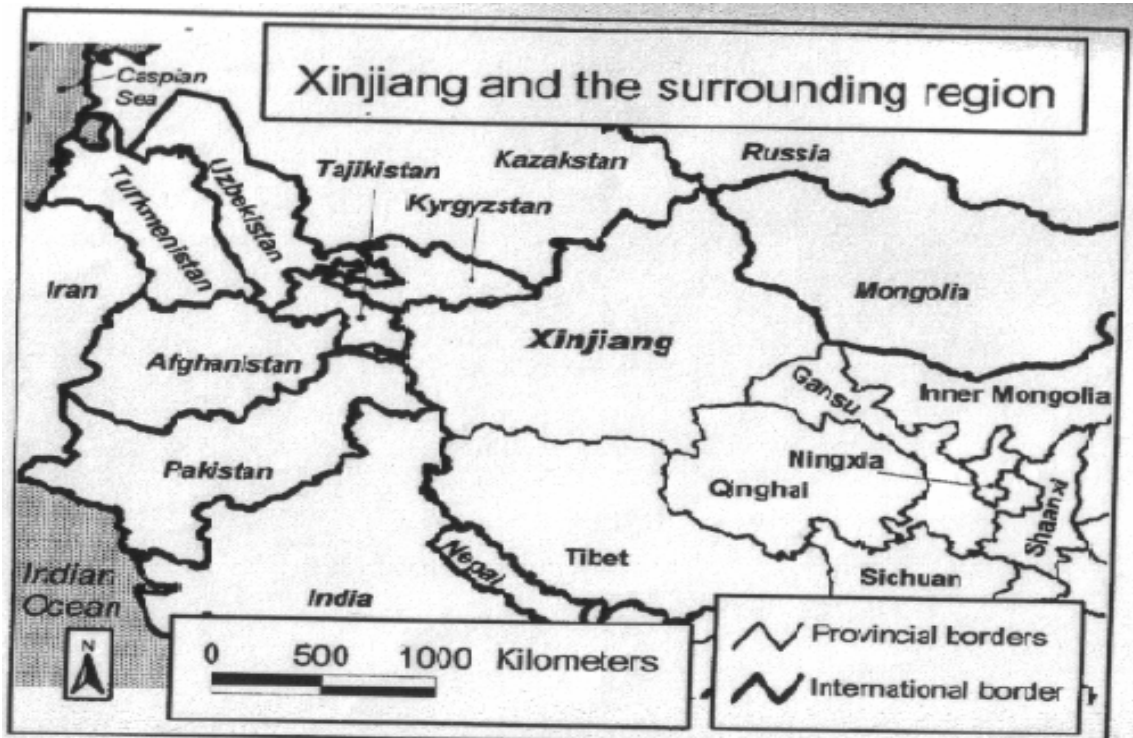 Xinjiang and the surrounding region
Caspian
Sea
Tajikistan
Kazakstan
Russia
Kyrgyzstan
Uzbekistan
Turkmenistan
Iran
Mongolia
Xinjiang
Afghanistan
Gansu
Inner Mongolia
Pakistan
Ningxia
Qinghai
Shaanxi
Nepal
Tibet
Sichuan
Indian
Ocean
India
N
0 500 1000 Kilometers
Provincial borders
International border